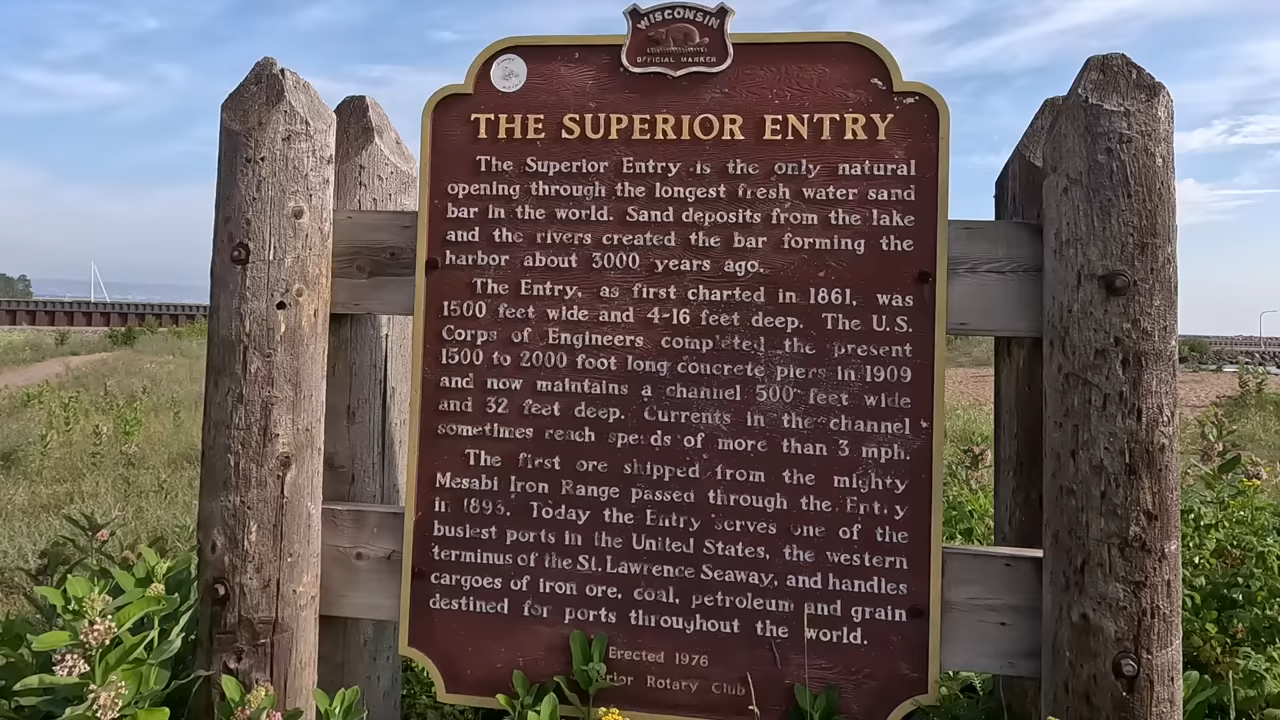 WISCONSIN
OFFICIAL MARKER
THE SUPERIOR ENTRY
The Superior Entry is the only natural
opening through the longest fresh water sand
bar in the world. Sand deposits from the lake
and the rivers created the bar forming the
harbor about 3000 years ago.
The Entry, as first charted in 1861, was
1500 feet wide and 4-16 feet deep. The U.S.
Corps of Engineers completed the present
1500 to 2000 foot long concrete piers in 1909
and now maintains a channel 500 feet wide
and 32 feet deep. Currents in the channel
sometimes reach speeds of more than 3 mph.
The first ore shipped from the mighty
Mesabi Iron Range passed through the Entry
in 1893. Today the Entry serves one of the
busiest ports in the United States, the western
terminus of the St. Lawrence Seaway, and handles
cargoes of iron ore, coal, petroleum and grain
destined for ports throughout the world.
Erected 1976
Rotary Club